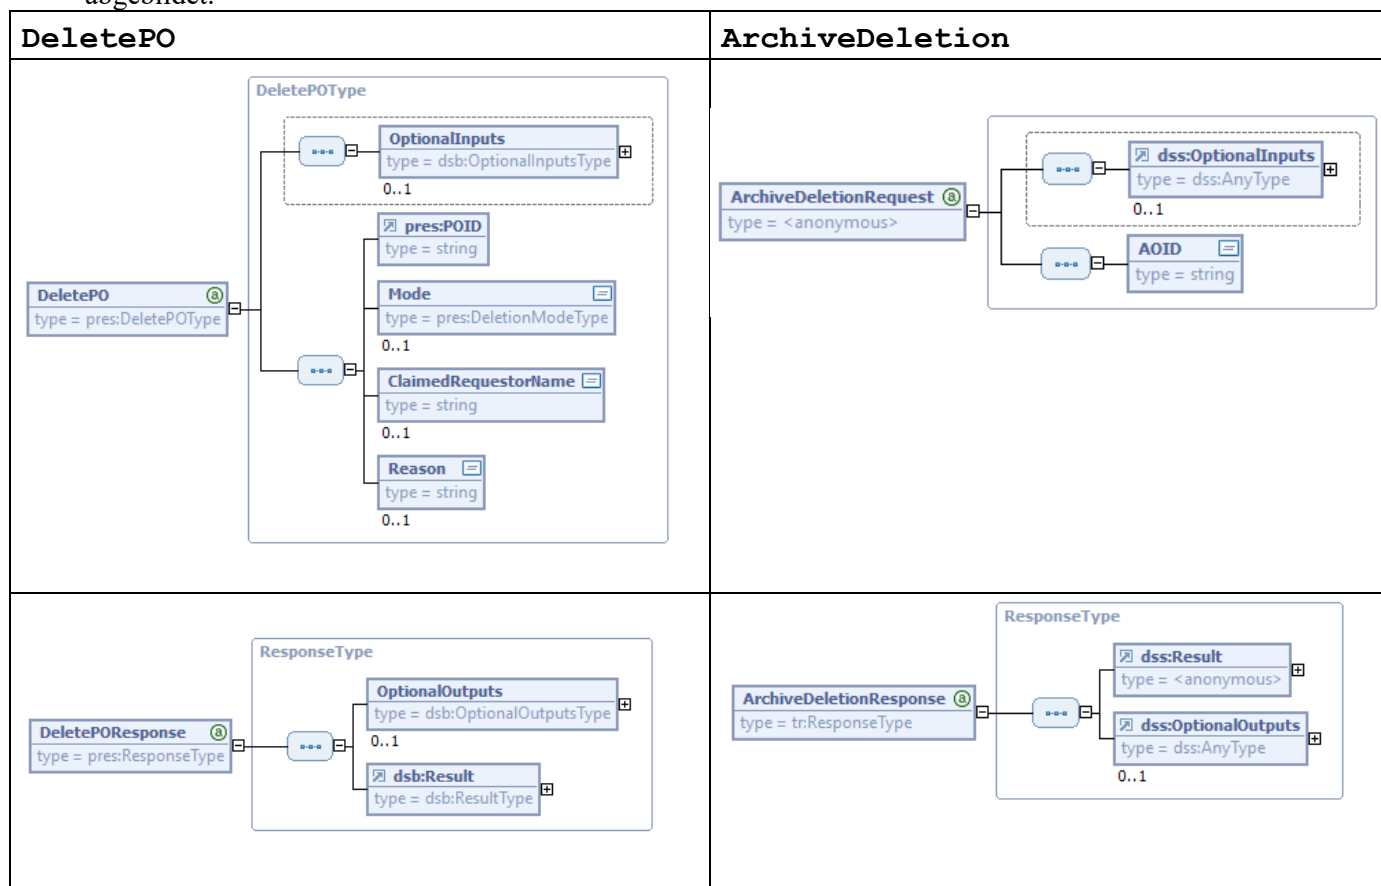 abgebildet.
DeletePO
ArchiveDeletion
DeletePOType
OptionalInputs
type = dsb:OptionalInputsType
0..1
pres:POID
type = string
Mode
type = pres:DeletionModeType
0..1
DeletePO
type = pres:DeletePOType
ClaimedRequestorName
type = string
0..1
Reason
type = string
0..1
dss:OptionalInputs
type = dss:AnyType
0..1
ArchiveDeletionRequest
type = <anonymous>
AOID
type = string
ResponseType
OptionalOutputs
type = dsb:OptionalOutputsType
0..1
DeletePOResponse
type = pres:ResponseType
dsb:Result
type = dsb:ResultType
ResponseType
dss:Result
type = <anonymous>
ArchiveDeletionResponse
type = tr:ResponseType
dss:OptionalOutputs
type = dss:AnyType
0..1